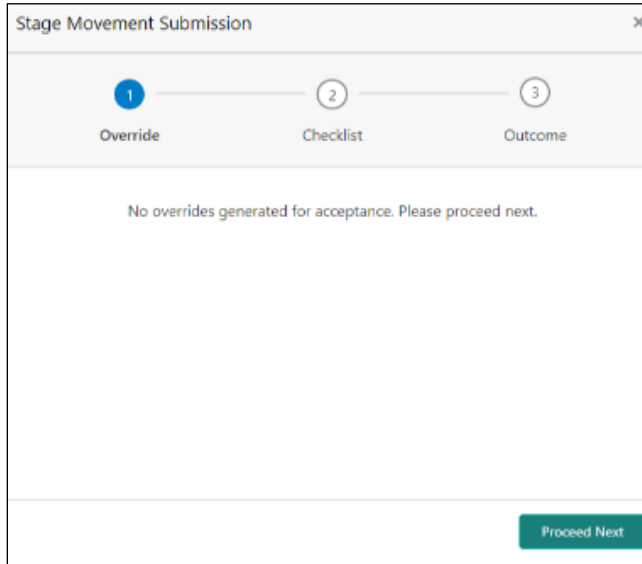 Stage Movement Submission
1 2 3
Override Checklist Outcome
No overrides generated for acceptance. Please proceed next.
Proceed Next